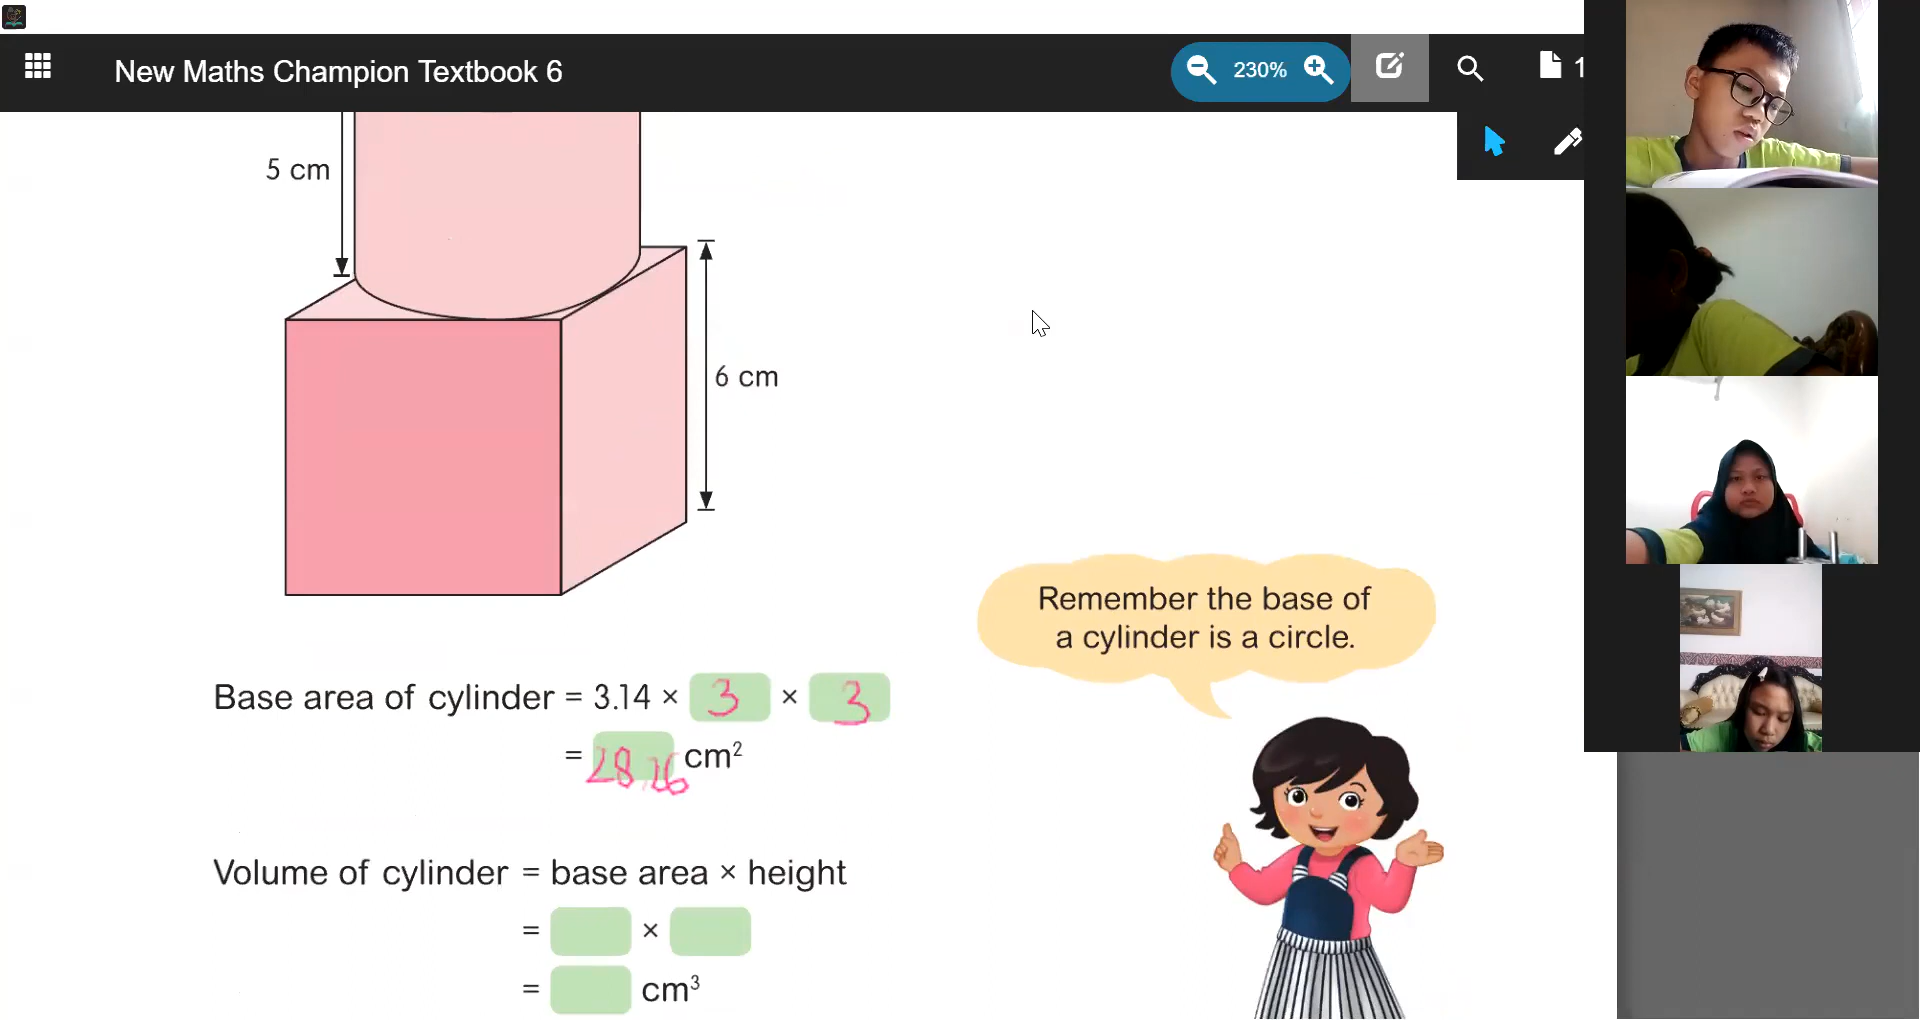 New Maths Champion Textbook 6
230%
1
5 cm
6 cm
Remember the base of
a cylinder is a circle.
Base area of cylinder = 3.14 × 3 × 3
= 28.26 cm²
Volume of cylinder = base area × height
= ×
= cm³